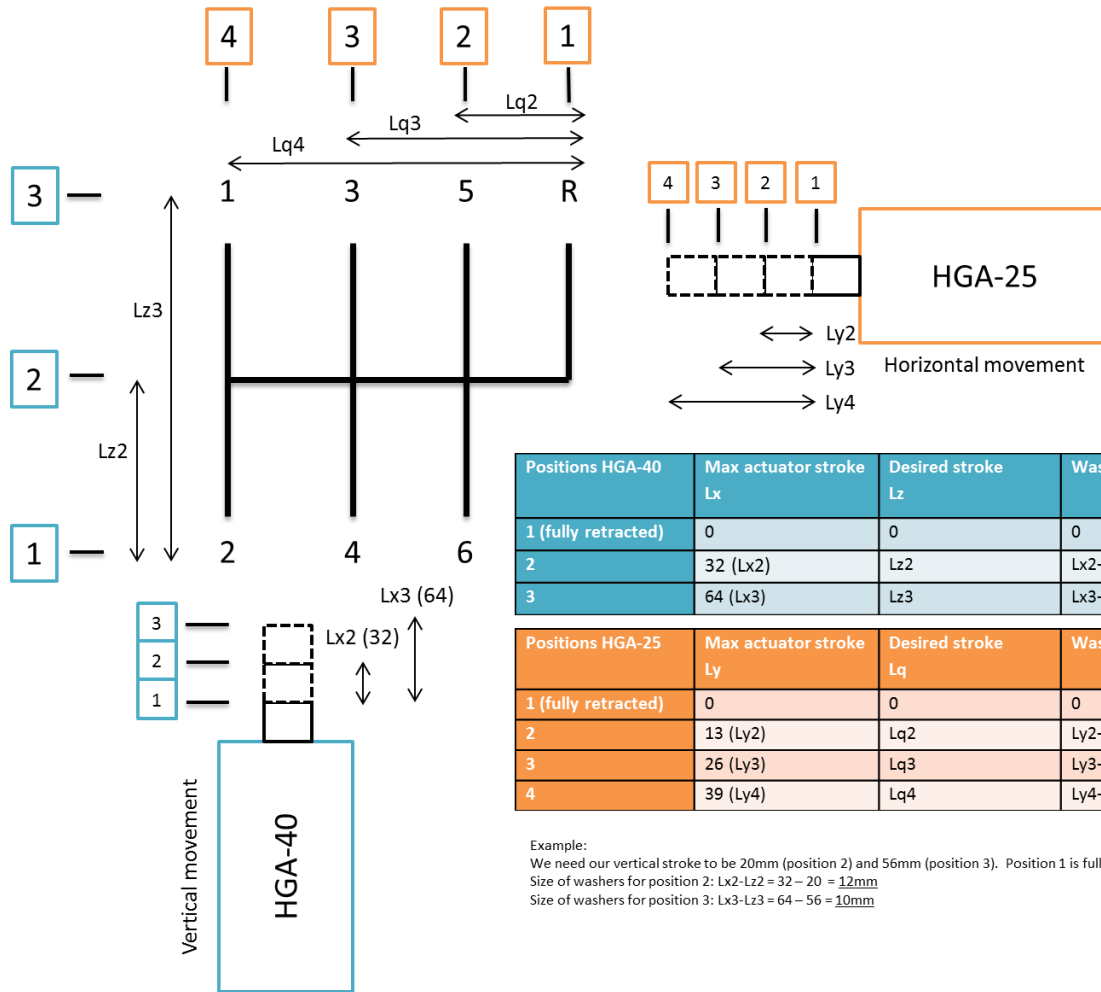 4 3 2 1
Lq2
Lq3
Lq4
3 1 3 5 R
4 3 2 1
HGA-25
Lz3
Ly2
Ly3 Horizontal movement
Ly4
2
Lz2
1 2 4 6
Lx3 (64)
Lx2 (32)
3
2
1
Vertical movement
HGA-40
Positions HGA-40 Max actuator stroke Lx Desired stroke Lz Was
1 (fully retracted) 0 0 0
2 32 (Lx2) Lz2 Lx2-
3 64 (Lx3) Lz3 Lx3-
Positions HGA-25 Max actuator stroke Ly Desired stroke Lq Was
1 (fully retracted) 0 0 0
2 13 (Ly2) Lq2 Ly2-
3 26 (Ly3) Lq3 Ly3-
4 39 (Ly4) Lq4 Ly4-
Example:
We need our vertical stroke to be 20mm (position 2) and 56mm (position 3). Position 1 is full
Size of washers for position 2: Lx2-Lz2 = 32 – 20 = 12mm
Size of washers for position 3: Lx3-Lz3 = 64 – 56 = 10mm